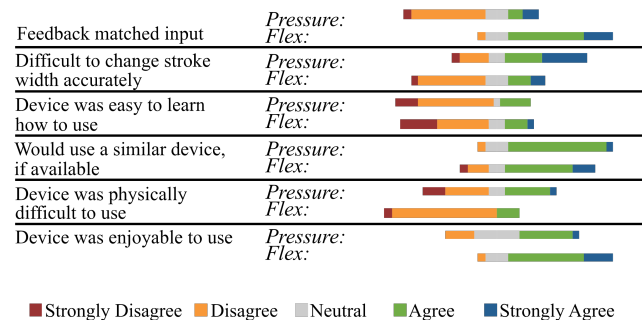 Feedback matched input
Pressure:
Flex:
Difficult to change stroke
width accurately
Pressure:
Flex:
Device was easy to learn
how to use
Pressure:
Flex:
Would use a similar device,
if available
Pressure:
Flex:
Device was physically
difficult to use
Pressure:
Flex:
Device was enjoyable to use
Pressure:
Flex:
Strongly Disagree Disagree Neutral Agree Strongly Agree